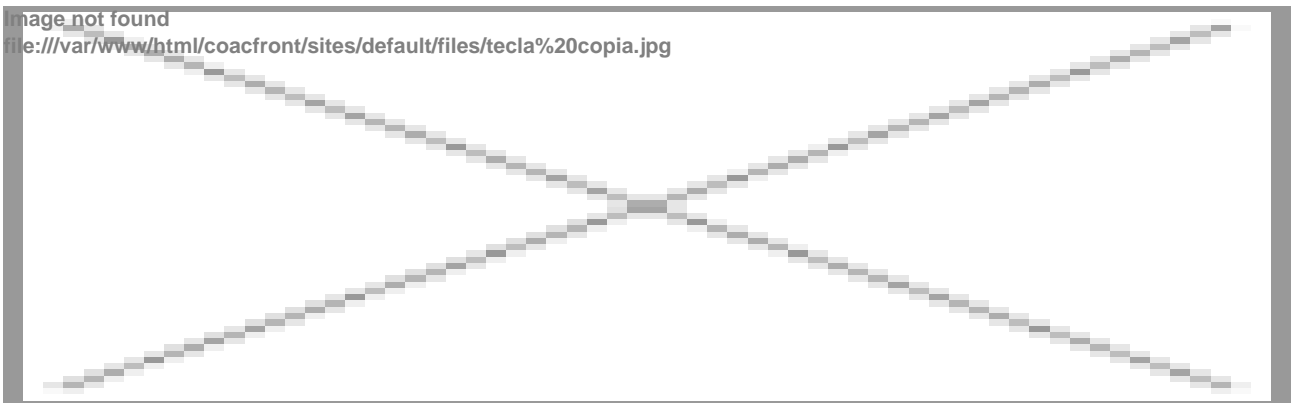 Image not found
file:///var/www/html/coacfront/sites/default/files/tecla%20copia.jpg